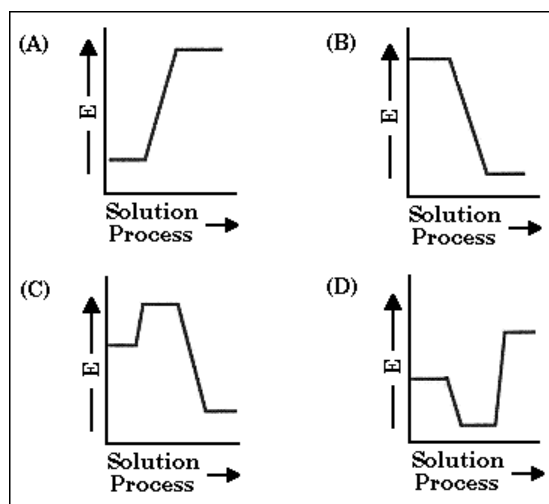 (A)
E
Solution
Process
(B)
E
Solution
Process
(C)
E
Solution
Process
(D)
E
Solution
Process